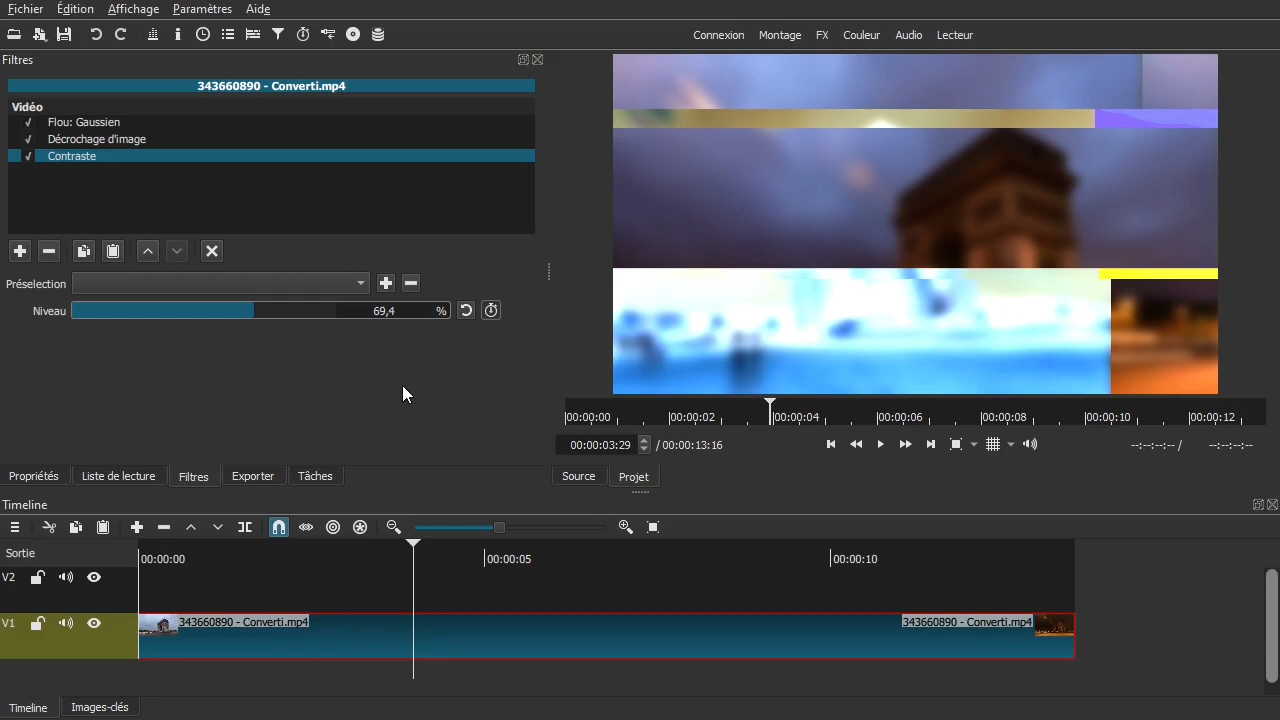 Fichier Édition Affichage Paramètres Aide
Connexion Montage FX Couleur Audio Lecteur
Filtres
343660890 - Converti.mp4
Vidéo
Flou: Gaussien
Décrochage d'image
Contraste
Préselection
Niveau 69,4 %
00:00:00 00:00:02 00:00:04 00:00:06 00:00:08 00:00:10 00:00:12
00:00:03:29 / 00:00:13:16 --:--:--:-- / --:--:--:--
Propriétés Liste de lecture Filtres Exporter Tâches Source Projet
Timeline
Sortie 00:00:00 00:00:05 00:00:10
V2
V1 343660890 - Converti.mp4 343660890 - Converti.mp4
Timeline Images-clés